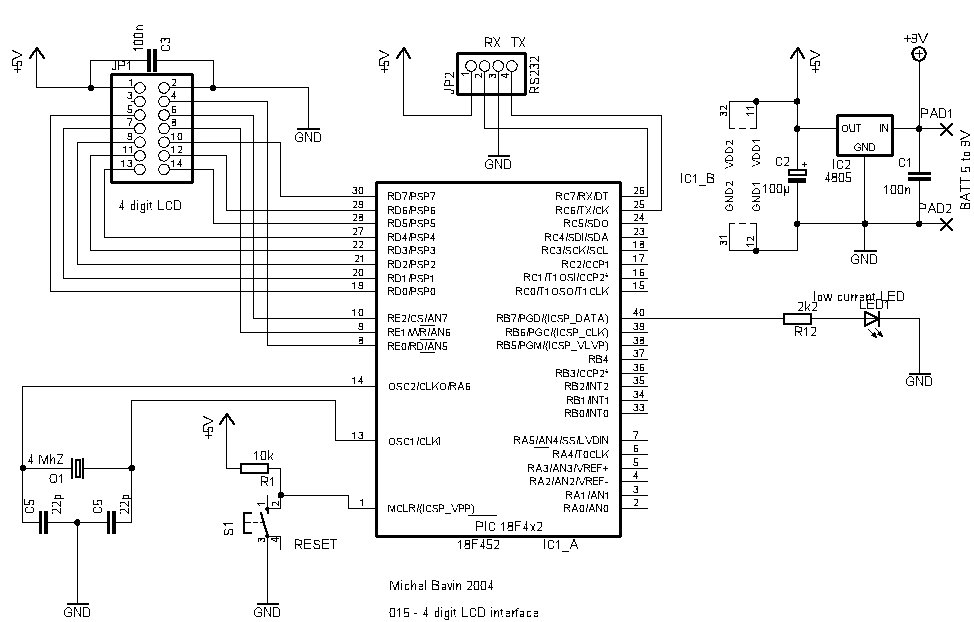 +5V
100n
C3
JP1
1 2
3 4
5 6
7 8
9 10
11 12
13 14
GND
4 digit LCD
+5V
RX TX
JP2
1 2 3 4
RS232
GND
+5V
+9V
32
11
VDD2
VDD1
IC1_B
GND2
GND1
31
12
C2
+
100µ
OUT IN
GND
IC2
4805
C1
100n
PAD1
BATT 5 to 9V
PAD2
GND
30 RD7/PSP7
29 RD6/PSP6
28 RD5/PSP5
27 RD4/PSP4
22 RD3/PSP3
21 RD2/PSP2
20 RD1/PSP1
19 RD0/PSP0
10 RE2/CS/AN7
9 RE1/WR/AN6
8 RE0/RD/AN5
14 OSC2/CLKO/RA6
13 OSC1/CLKI
1 MCLR/(ICSP_VPP)
RC7/RX/DT 26
RC6/TX/CK 25
RC5/SDO 24
RC4/SDI/SDA 23
RC3/SCK/SCL 18
RC2/CCP1 17
RC1/T1OSI/CCP2* 16
RC0/T1OSO/T1CLK 15
RB7/PGD/(ICSP_DATA) 40
RB6/PGC/(ICSP_CLK) 39
RB5/PGM/(ICSP_VLVP) 38
RB4 37
RB3/CCP2* 36
RB2/INT2 35
RB1/INT1 34
RB0/INT0 33
RA5/AN4/SS/LVDIN 7
RA4/T0CLK 6
RA3/AN3/VREF+ 5
RA2/AN2/VREF- 4
RA1/AN1 3
RA0/AN0 2
PIC 18F4x2
18F452 IC1_A
low current LED
2k2
LED1
R12
GND
4 MhZ
Q1
C5
22p
C5
22p
GND
+5V
10k
R1
S1
1 2
3 4
RESET
GND
Michel Bavin 2004
015 - 4 digit LCD interface